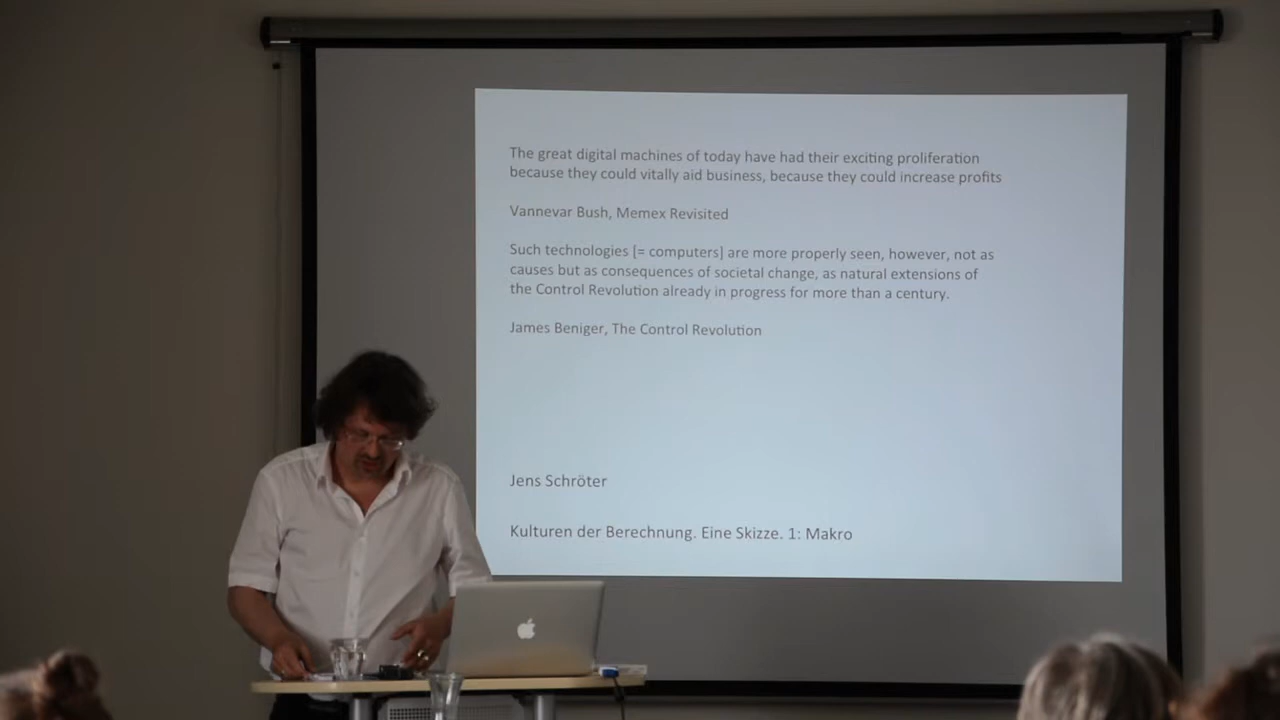 The great digital machines of today have had their exciting proliferation
because they could vitally aid business, because they could increase profits
Vannevar Bush, Memex Revisited
Such technologies [= computers] are more properly seen, however, not as
causes but as consequences of societal change, as natural extensions of
the Control Revolution already in progress for more than a century.
James Beniger, The Control Revolution
Jens Schröter
Kulturen der Berechnung. Eine Skizze. 1: Makro